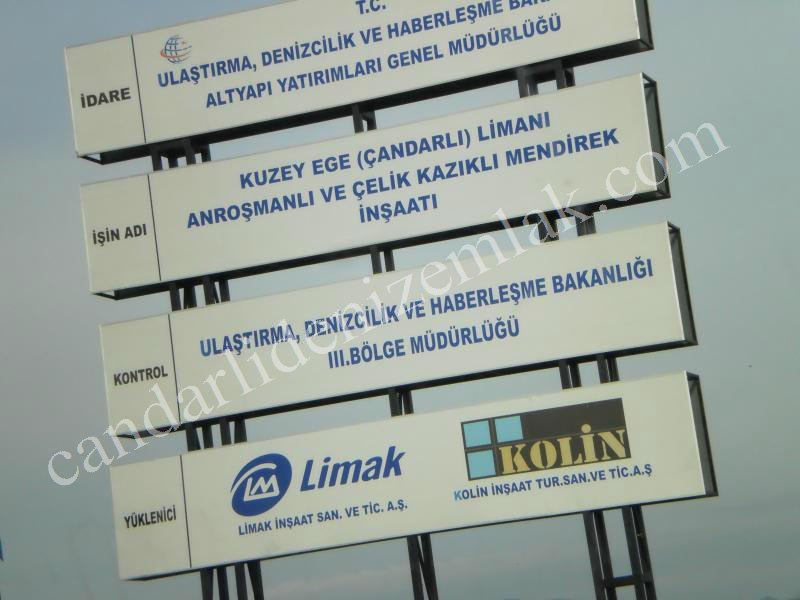 T.C.
İDARE
ULAŞTIRMA, DENİZCİLİK VE HABERLEŞME
ALTYAPI YATIRIMLARI GENEL MÜDÜRLÜĞÜ
İŞİN ADI
KUZEY EGE (ÇANDARLI) LİMANI
ANROŞMANLI VE ÇELİK KAZIKLI MENDİREK
İNŞAATI
KONTROL
ULAŞTIRMA, DENİZCİLİK VE HABERLEŞME BAKANLIĞI
III.BÖLGE MÜDÜRLÜĞÜ
YÜKLENİCİ
LM Limak
LİMAK İNŞAAT SAN. VE TİC. A.Ş.
KOLİN
KOLİN İNŞAAT TUR.SAN.VE TİC.A.Ş
candarlidenizemlak.com